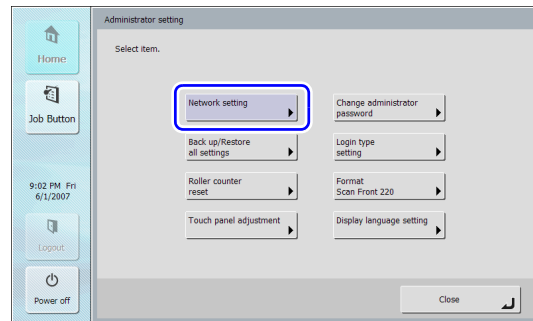 Administrator setting
Home
Select item.
Job Button
Network setting
Change administrator
password
Back up/Restore
all settings
Login type
setting
Roller counter
reset
Format
Scan Front 220
Touch panel adjustment
Display language setting
9:02 PM Fri
6/1/2007
Logout
Power off
Close